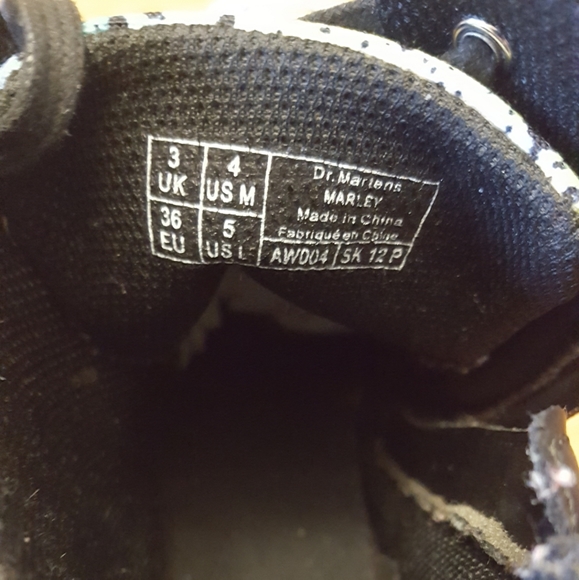 3 UK
4 US M
36 EU
5 US L
Dr. Martens
MARLEY
Made in China
Fabriqué en Chine
AW004 SK 12 P